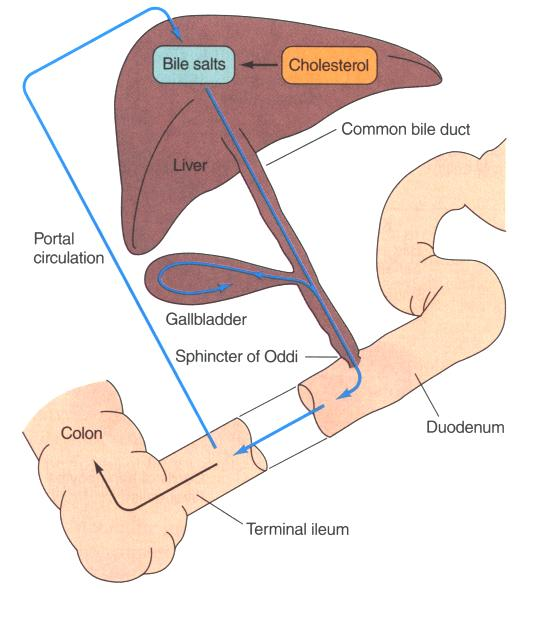 Bile salts
Cholesterol
Common bile duct
Liver
Portal
circulation
Gallbladder
Sphincter of Oddi
Colon
Duodenum
Terminal ileum